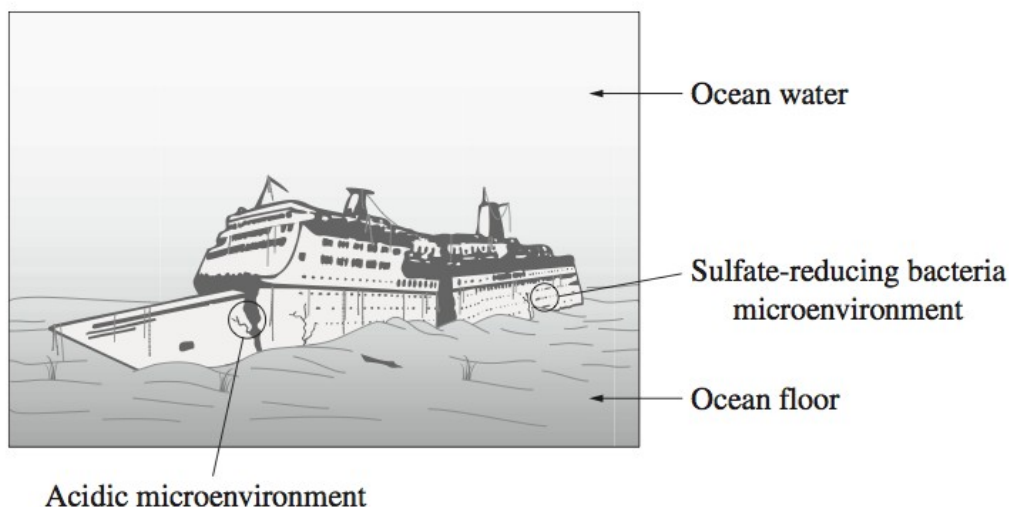 Ocean water
Sulfate-reducing bacteria
microenvironment
Ocean floor
Acidic microenvironment